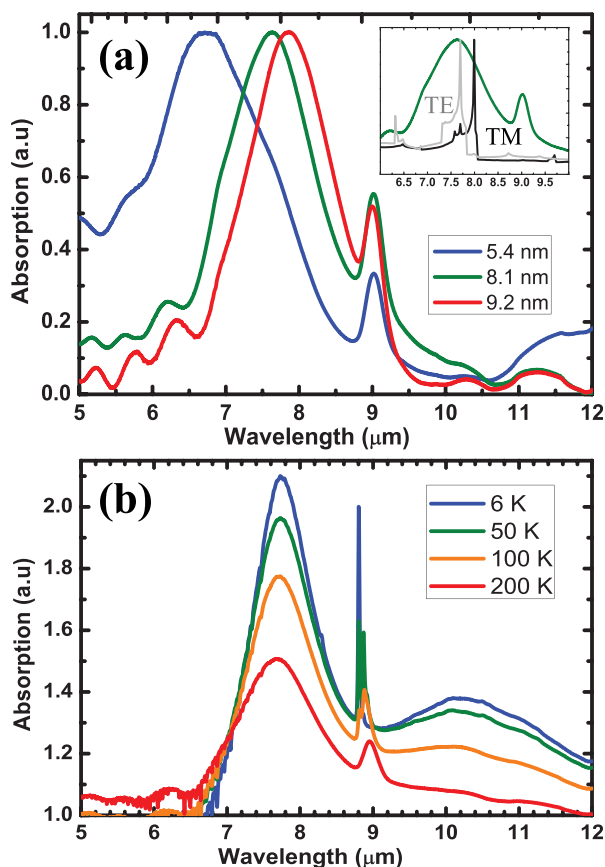 (a)
1.0
0.8
0.6
0.4
0.2
0.0
Absorption (a.u)
TE
TM
6.5 7.0 7.5 8.0 8.5 9.0 9.5
5.4 nm
8.1 nm
9.2 nm
5 6 7 8 9 10 11 12
Wavelength (μm)
(b)
2.0
1.8
1.6
1.4
1.2
1.0
Absorption (a.u)
6 K
50 K
100 K
200 K
5 6 7 8 9 10 11 12
Wavelength (μm)